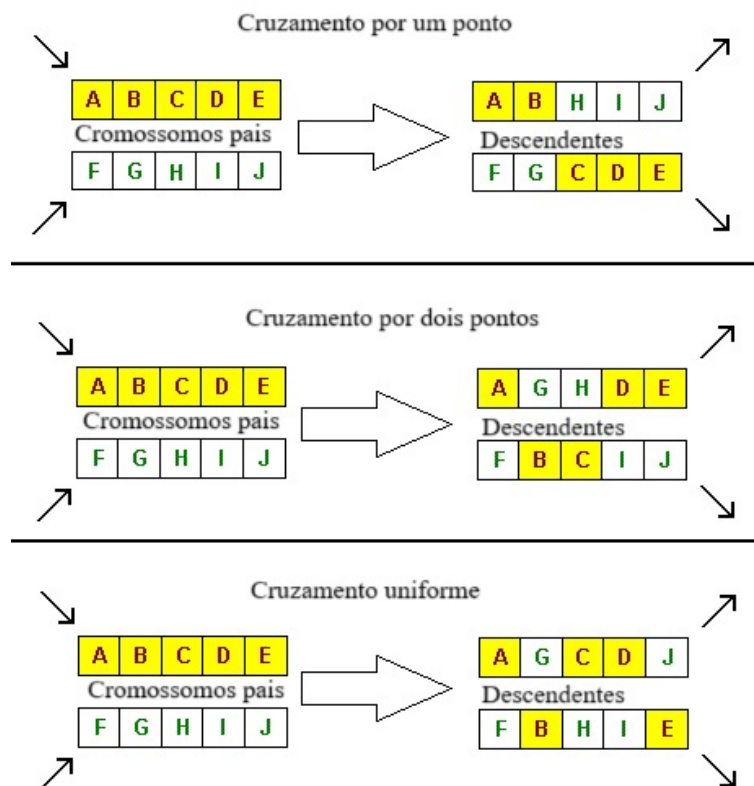 Cruzamento por um ponto
A B C D E
A B H I J
Cromossomos pais
Descendentes
F G H I J
F G C D E
Cruzamento por dois pontos
A B C D E
A G H D E
Cromossomos pais
Descendentes
F G H I J
F B C I J
Cruzamento uniforme
A B C D E
A G C D J
Cromossomos pais
Descendentes
F G H I J
F B H I E